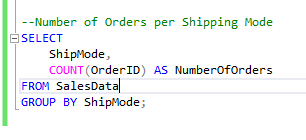 --Number of Orders per Shipping Mode
SELECT
ShipMode,
COUNT(OrderID) AS NumberOfOrders
FROM SalesData
GROUP BY ShipMode;